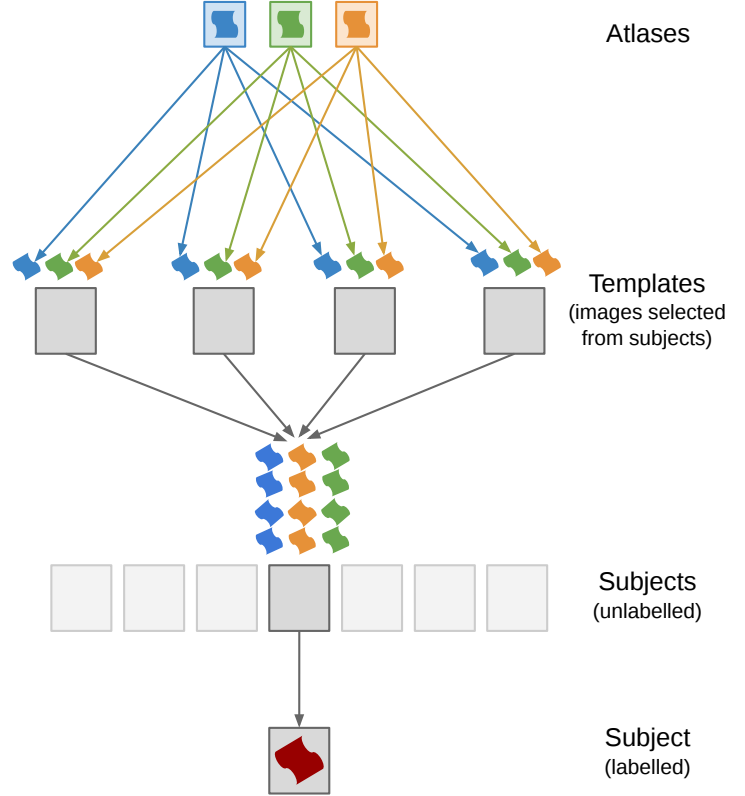 Atlases
Templates
(images selected
from subjects)
Subjects
(unlabelled)
Subject
(labelled)